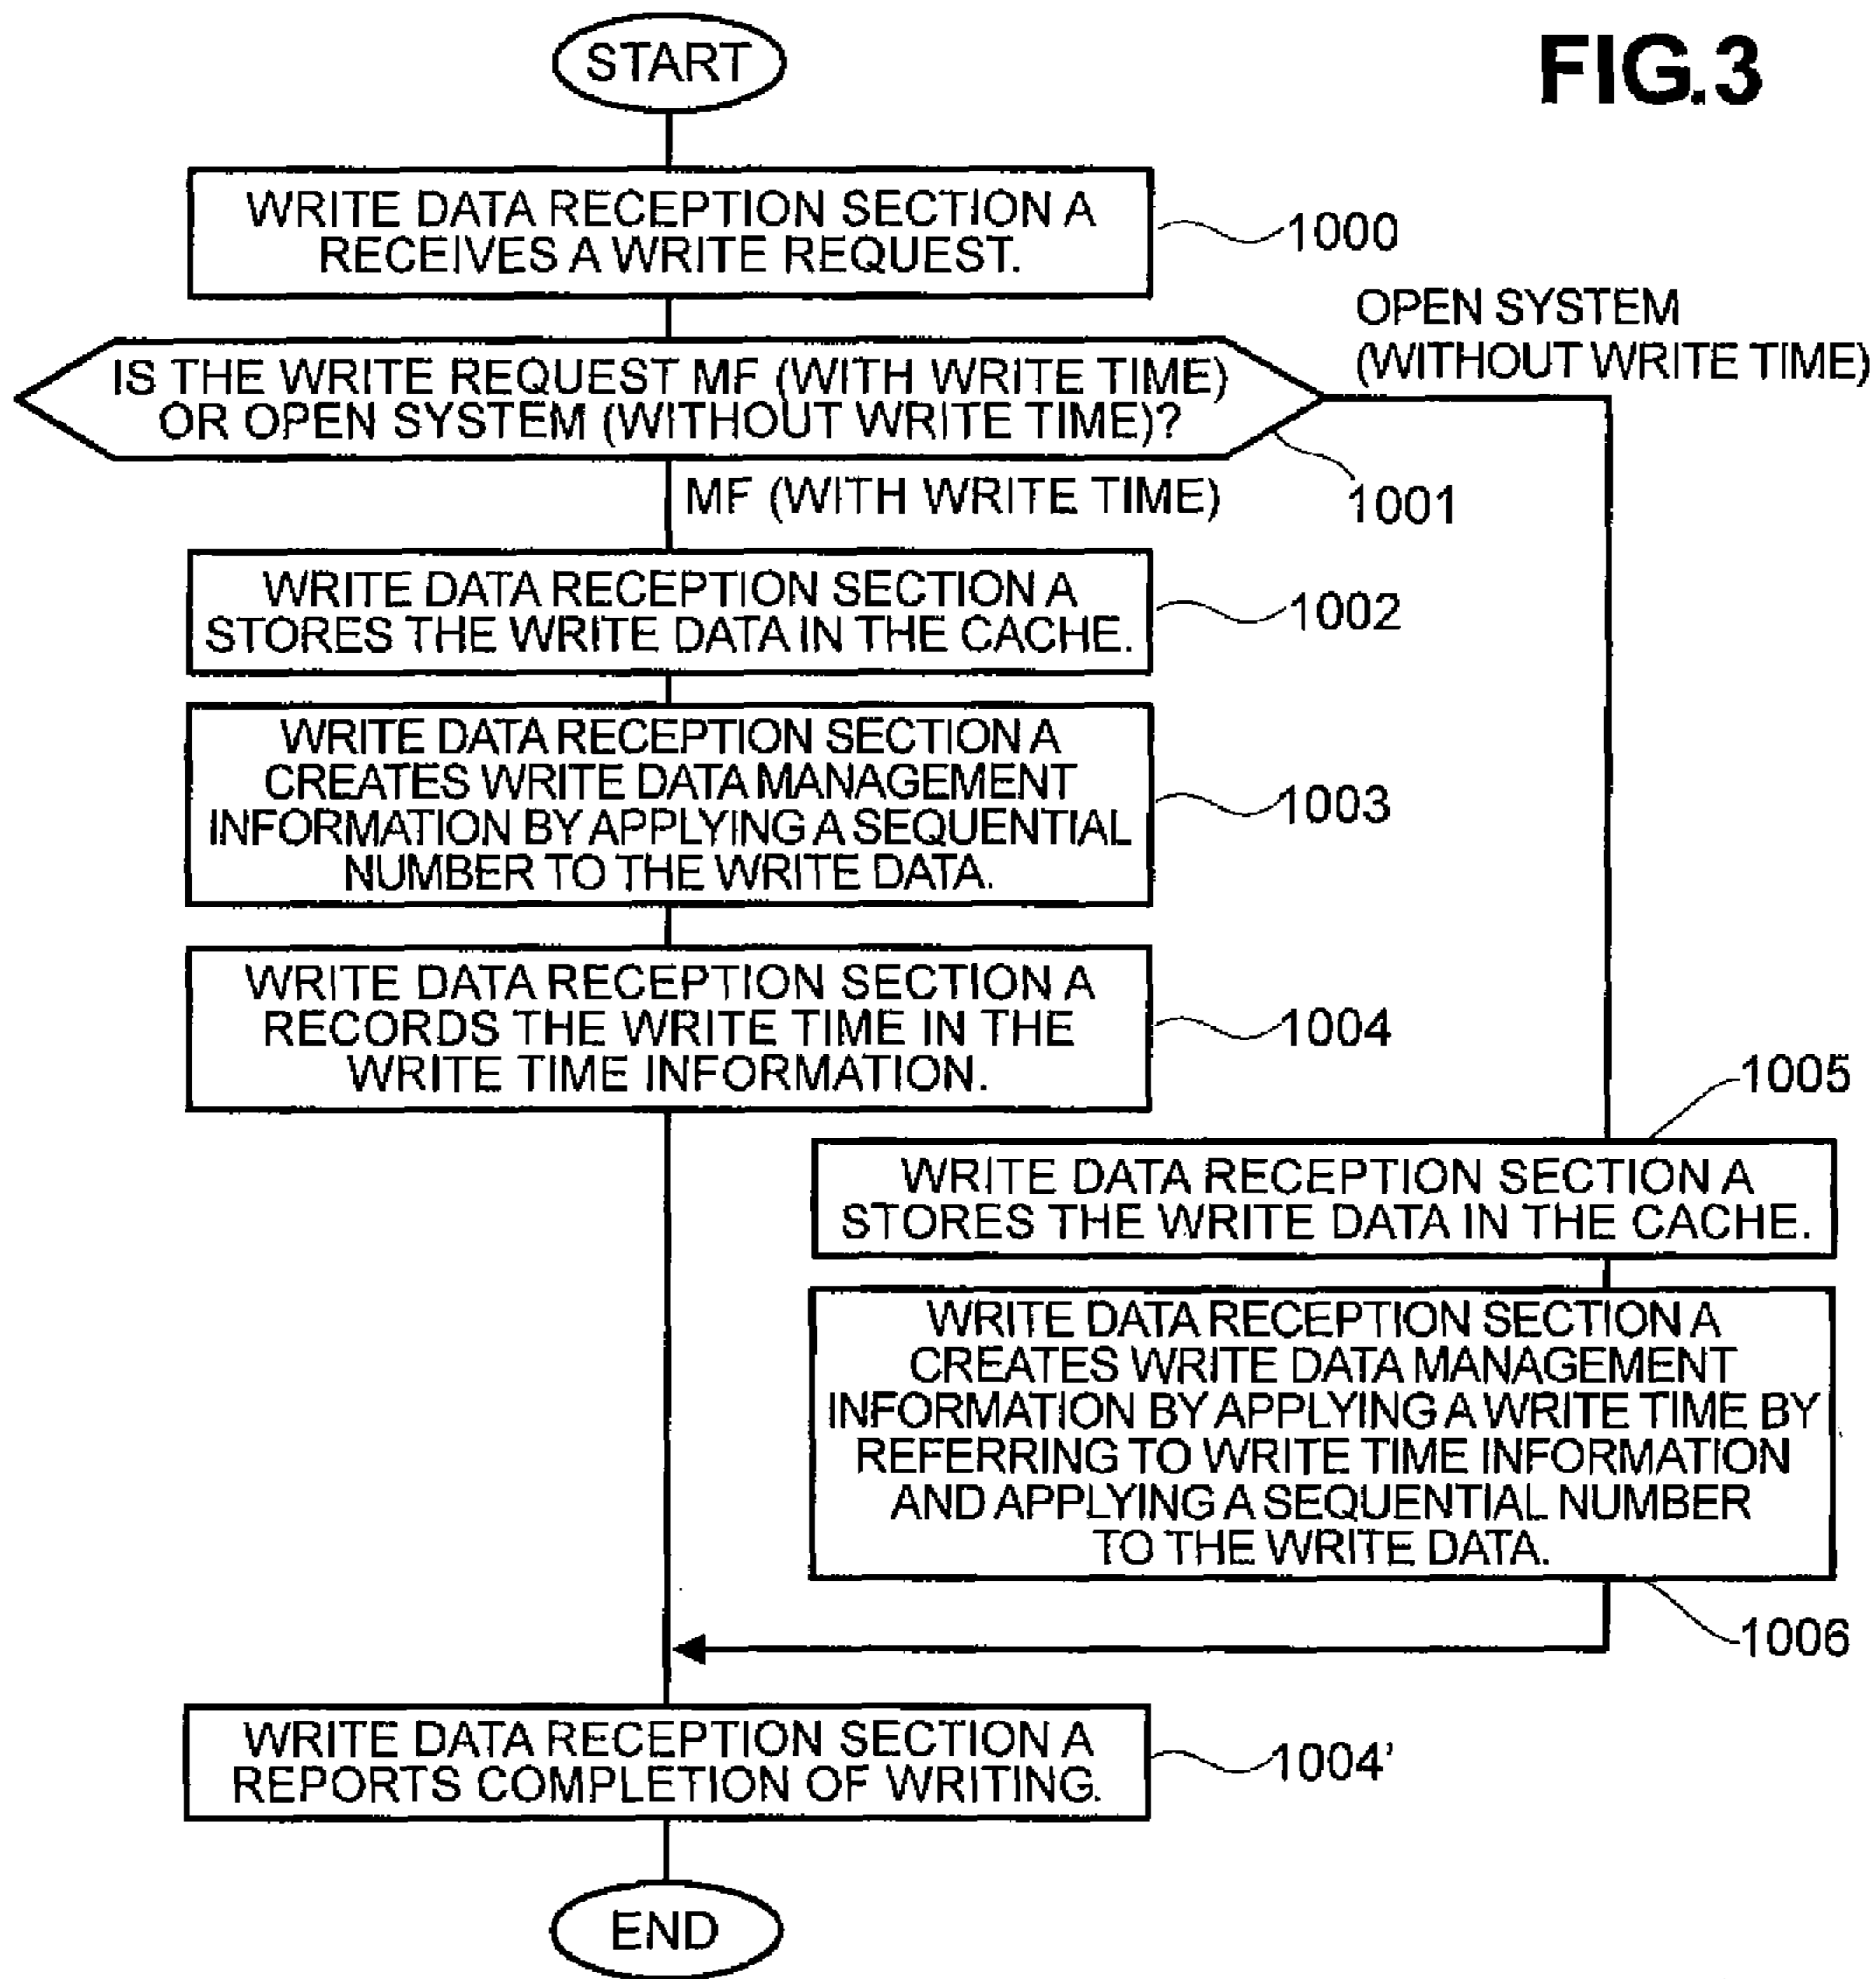 FIG.3
START
WRITE DATA RECEPTION SECTION A
RECEIVES A WRITE REQUEST.
1000
IS THE WRITE REQUEST MF (WITH WRITE TIME)
OR OPEN SYSTEM (WITHOUT WRITE TIME)?
1001
OPEN SYSTEM
(WITHOUT WRITE TIME)
MF (WITH WRITE TIME)
WRITE DATA RECEPTION SECTION A
STORES THE WRITE DATA IN THE CACHE.
1002
WRITE DATA RECEPTION SECTION A
CREATES WRITE DATA MANAGEMENT
INFORMATION BY APPLYING A SEQUENTIAL
NUMBER TO THE WRITE DATA.
1003
WRITE DATA RECEPTION SECTION A
RECORDS THE WRITE TIME IN THE
WRITE TIME INFORMATION.
1004
1005
WRITE DATA RECEPTION SECTION A
STORES THE WRITE DATA IN THE CACHE.
WRITE DATA RECEPTION SECTION A
CREATES WRITE DATA MANAGEMENT
INFORMATION BY APPLYING A WRITE TIME BY
REFERRING TO WRITE TIME INFORMATION
AND APPLYING A SEQUENTIAL NUMBER
TO THE WRITE DATA.
1006
WRITE DATA RECEPTION SECTION A
REPORTS COMPLETION OF WRITING.
1004'
END